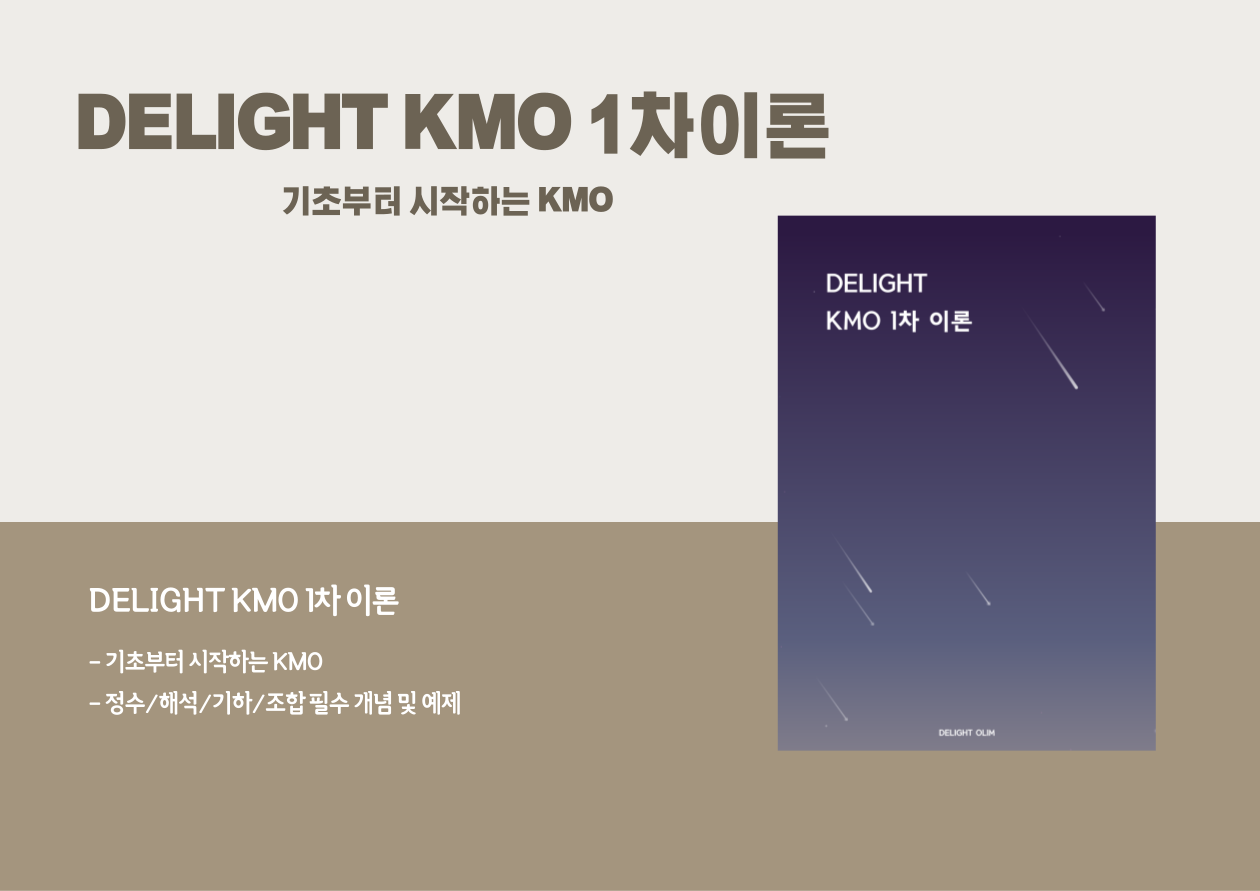 DELIGHT KMO 1차이론
기초부터 시작하는 KMO
DELIGHT
KMO 1차 이론
DELIGHT OLIM
DELIGHT KMO 1차 이론
- 기초부터 시작하는 KMO
- 정수/해석/기하/조합 필수 개념 및 예제